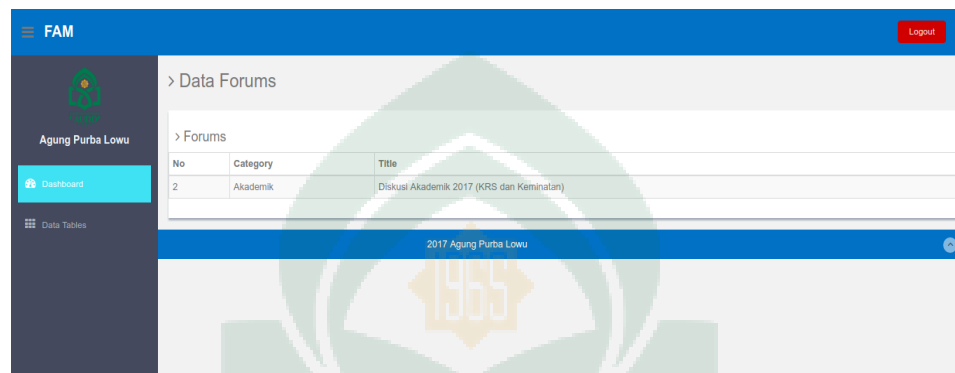 FAM
Logout
Agung Purba Lowu
Dashboard
Data Tables
> Data Forums
> Forums
No Category Title
2 Akademik Diskusi Akademik 2017 (KRS dan Keminatan)
2017 Agung Purba Lowu
1965